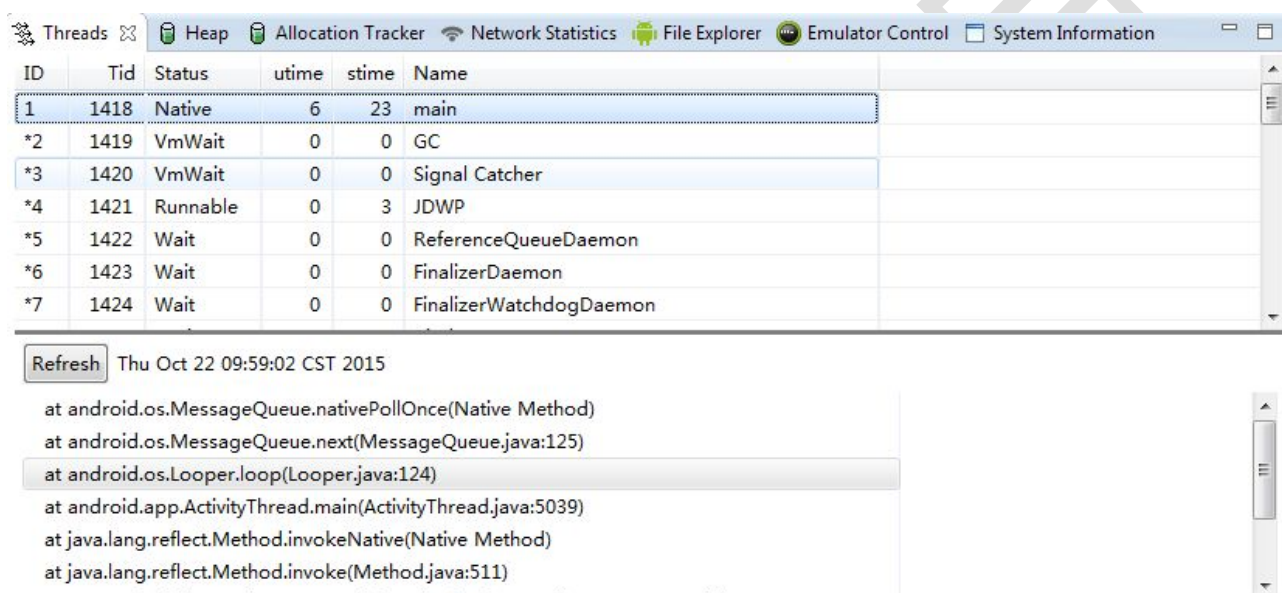 Threads Heap Allocation Tracker Network Statistics File Explorer Emulator Control System Information
ID Tid Status utime stime Name
1 1418 Native 6 23 main
*2 1419 VmWait 0 0 GC
*3 1420 VmWait 0 0 Signal Catcher
*4 1421 Runnable 0 3 JDWP
*5 1422 Wait 0 0 ReferenceQueueDaemon
*6 1423 Wait 0 0 FinalizerDaemon
*7 1424 Wait 0 0 FinalizerWatchdogDaemon
Refresh Thu Oct 22 09:59:02 CST 2015
at android.os.MessageQueue.nativePollOnce(Native Method)
at android.os.MessageQueue.next(MessageQueue.java:125)
at android.os.Looper.loop(Looper.java:124)
at android.app.ActivityThread.main(ActivityThread.java:5039)
at java.lang.reflect.Method.invokeNative(Native Method)
at java.lang.reflect.Method.invoke(Method.java:511)